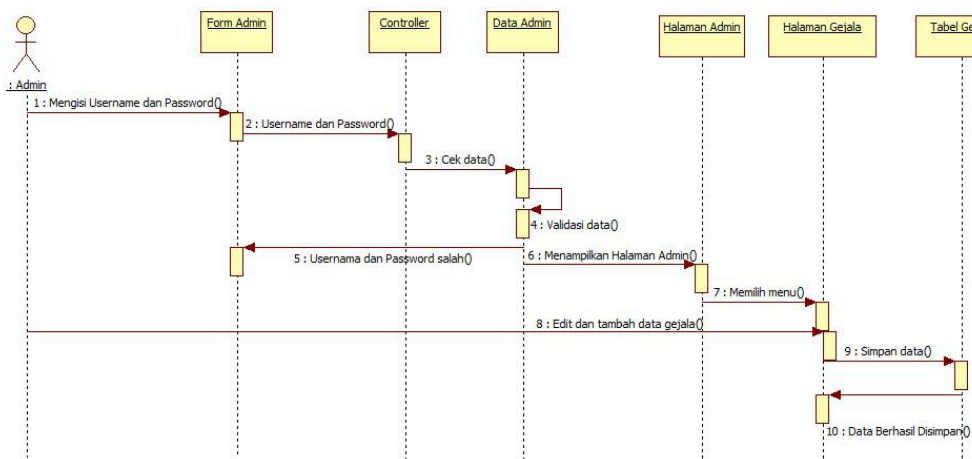 Form Admin
Controller
Data Admin
Halaman Admin
Halaman Gejala
Tabel Ge
: Admin
1 : Mengisi Username dan Password()
2 : Username dan Password()
3 : Cek data()
4 : Validasi data()
5 : Usernama dan Password salah()
6 : Menampilkan Halaman Admin()
7 : Memilih menu()
8 : Edit dan tambah data gejala()
9 : Simpan data()
10 : Data Berhasil Disimpan()